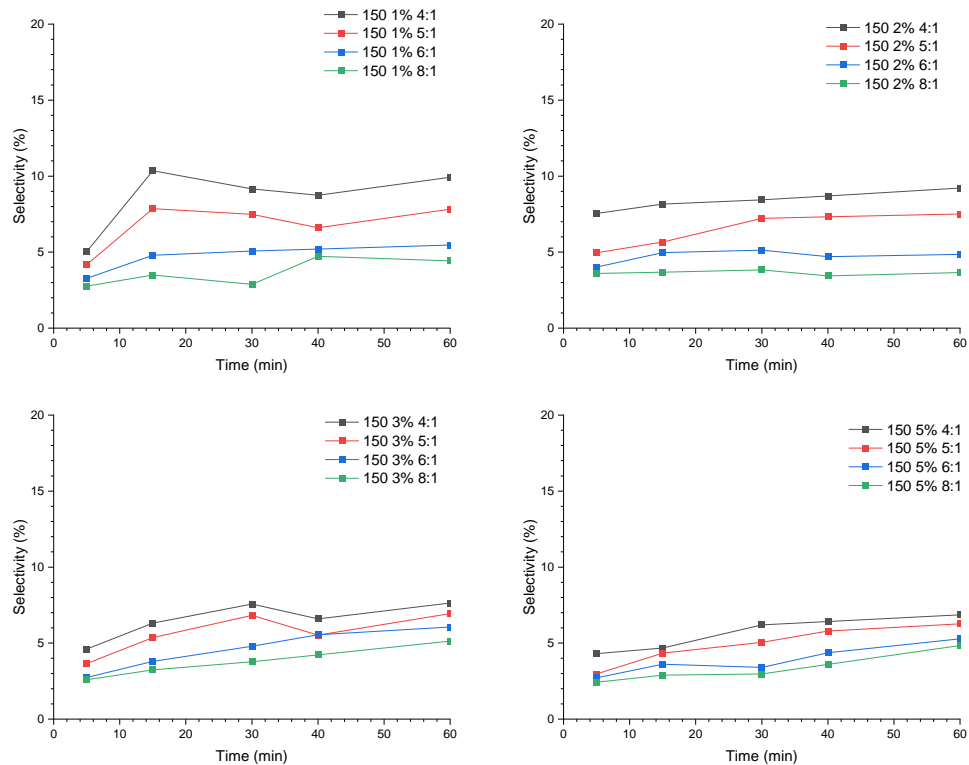 150 1% 4:1
150 1% 5:1
150 1% 6:1
150 1% 8:1
Selectivity (%)
20
15
10
5
0
0 10 20 30 40 50 60
Time (min)
150 2% 4:1
150 2% 5:1
150 2% 6:1
150 2% 8:1
Selectivity (%)
20
15
10
5
0
0 10 20 30 40 50 60
Time (min)
150 3% 4:1
150 3% 5:1
150 3% 6:1
150 3% 8:1
Selectivity (%)
20
15
10
5
0
0 10 20 30 40 50 60
Time (min)
150 5% 4:1
150 5% 5:1
150 5% 6:1
150 5% 8:1
Selectivity (%)
20
15
10
5
0
0 10 20 30 40 50 60
Time (min)